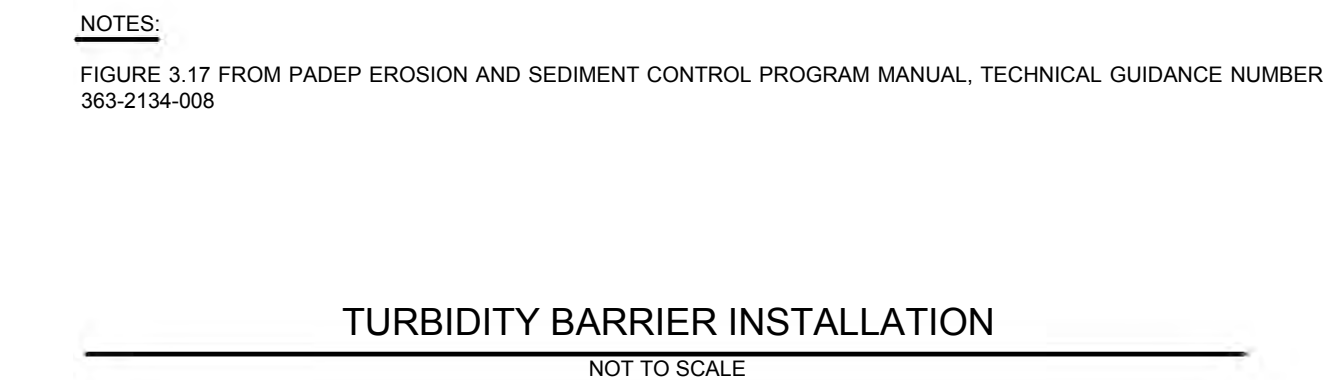 NOTES:
FIGURE 3.17 FROM PADEP EROSION AND SEDIMENT CONTROL PROGRAM MANUAL, TECHNICAL GUIDANCE NUMBER
363-2134-008
TURBIDITY BARRIER INSTALLATION
NOT TO SCALE